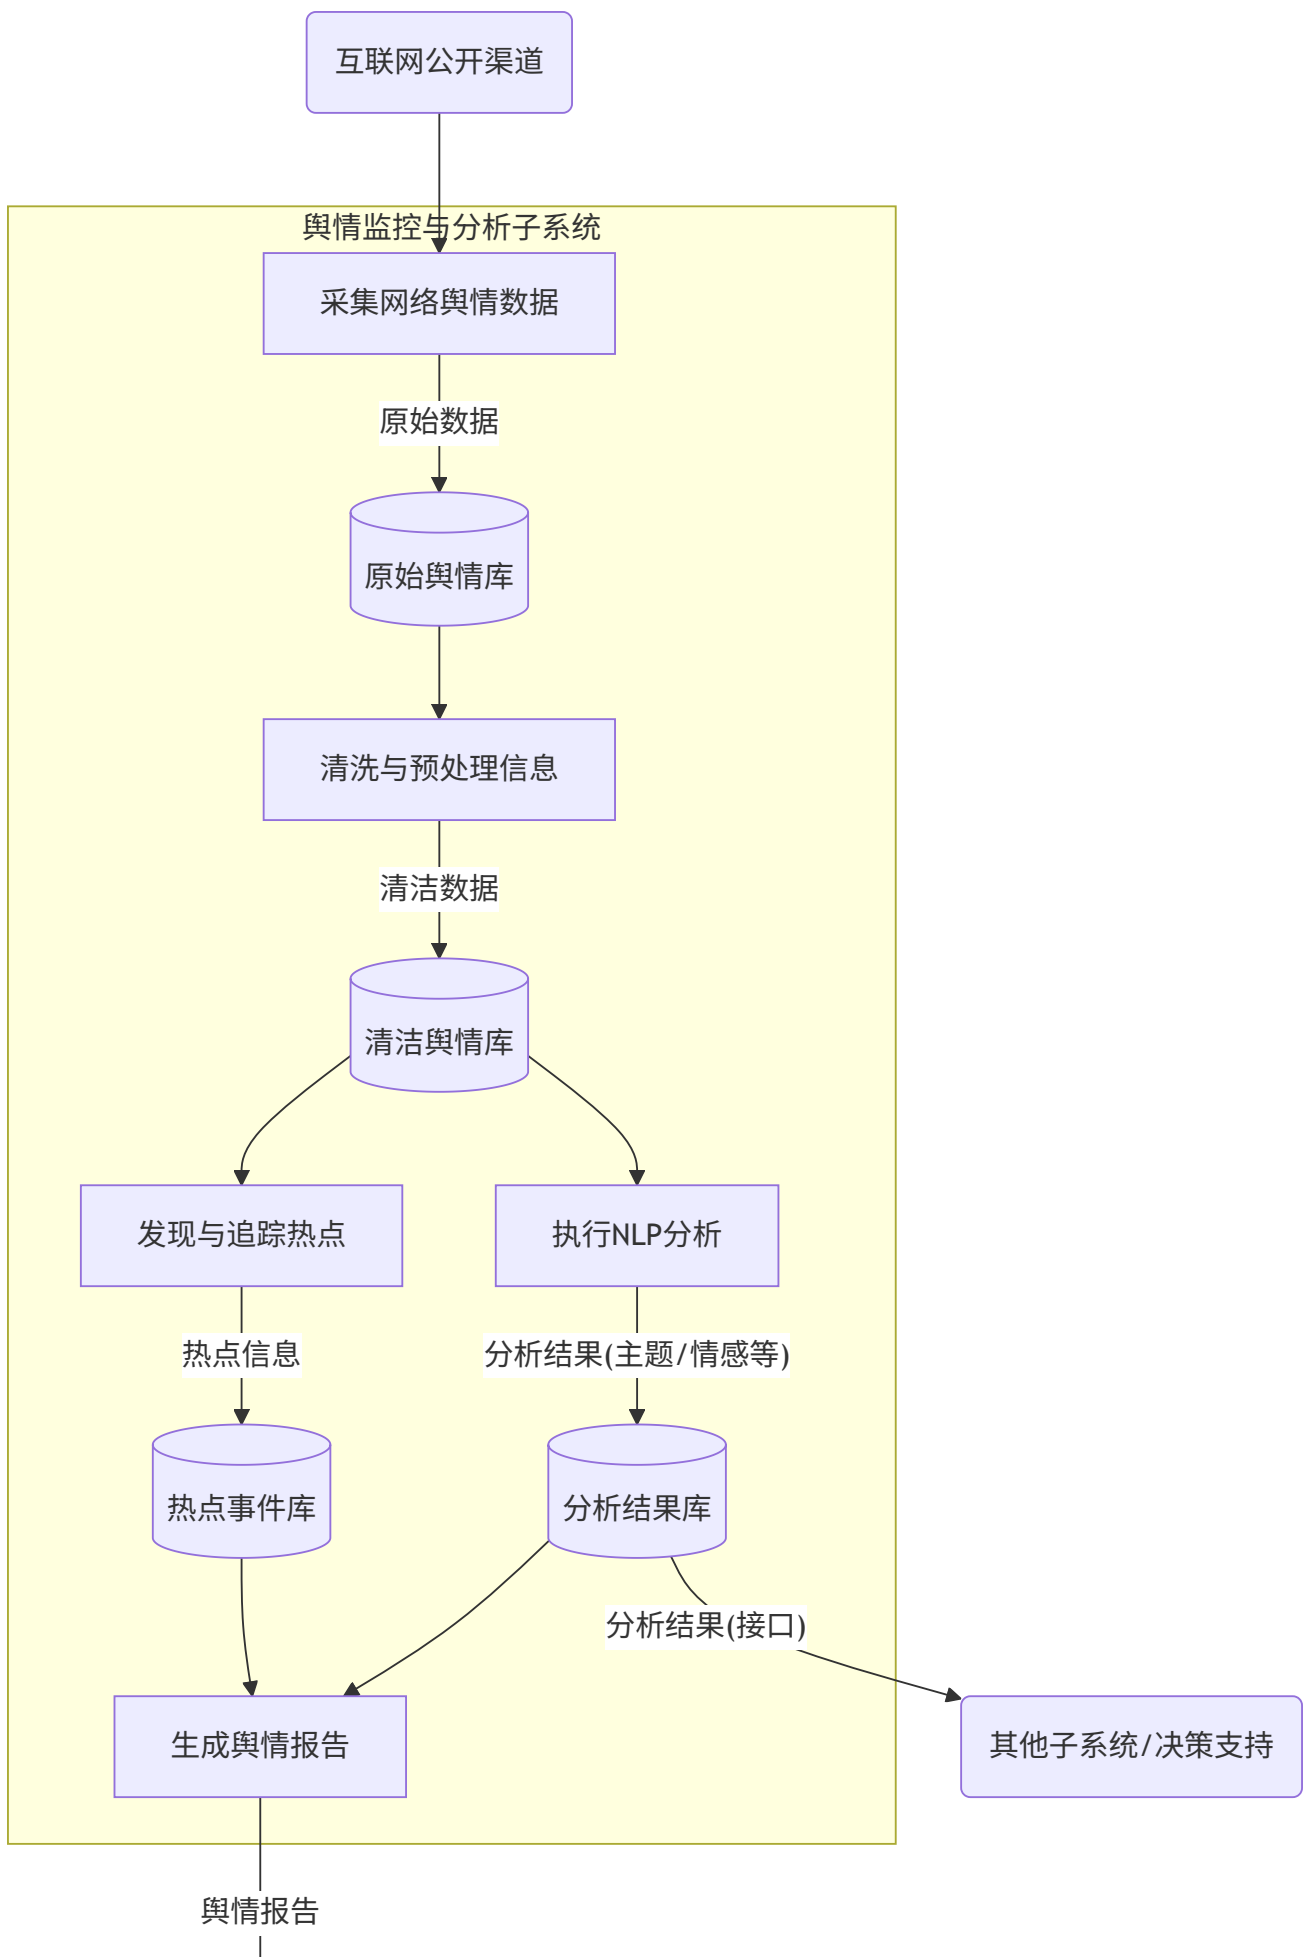 互联网公开渠道
舆情监控与分析子系统
采集网络舆情数据
原始数据
原始舆情库
清洗与预处理信息
清洁数据
清洁舆情库
发现与追踪热点
执行NLP分析
热点信息
分析结果(主题/情感等)
热点事件库
分析结果库
分析结果(接口)
生成舆情报告
其他子系统/决策支持
舆情报告